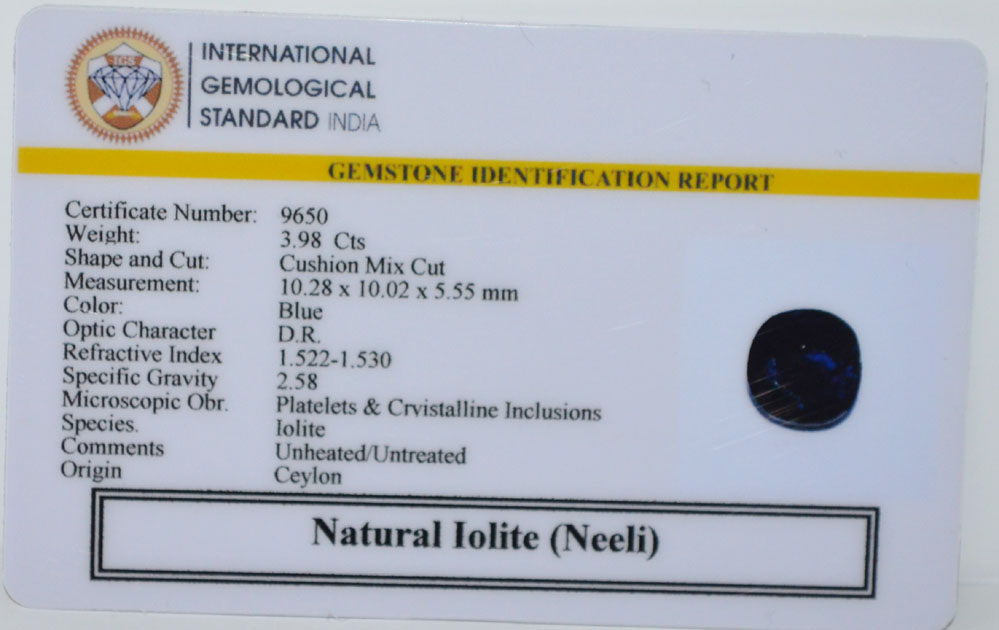 IGS
INTERNATIONAL
GEMOLOGICAL
STANDARD INDIA
GEMSTONE IDENTIFICATION REPORT
Certificate Number: 9650
Weight: 3.98 Cts
Shape and Cut: Cushion Mix Cut
Measurement: 10.28 x 10.02 x 5.55 mm
Color: Blue
Optic Character D.R.
Refractive Index 1.522-1.530
Specific Gravity 2.58
Microscopic Obr. Platelets & Crvistalline Inclusions
Species. Iolite
Comments Unheated/Untreated
Origin Ceylon
Natural Iolite (Neeli)